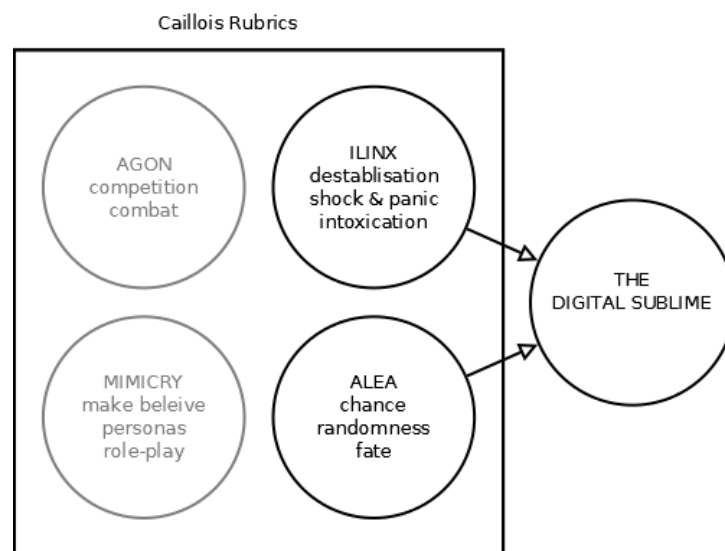 Caillois Rubrics
AGON
competition
combat
ILINX
destablisation
shock & panic
intoxication
THE
DIGITAL SUBLIME
MIMICRY
make beleive
personas
role-play
ALEA
chance
randomness
fate